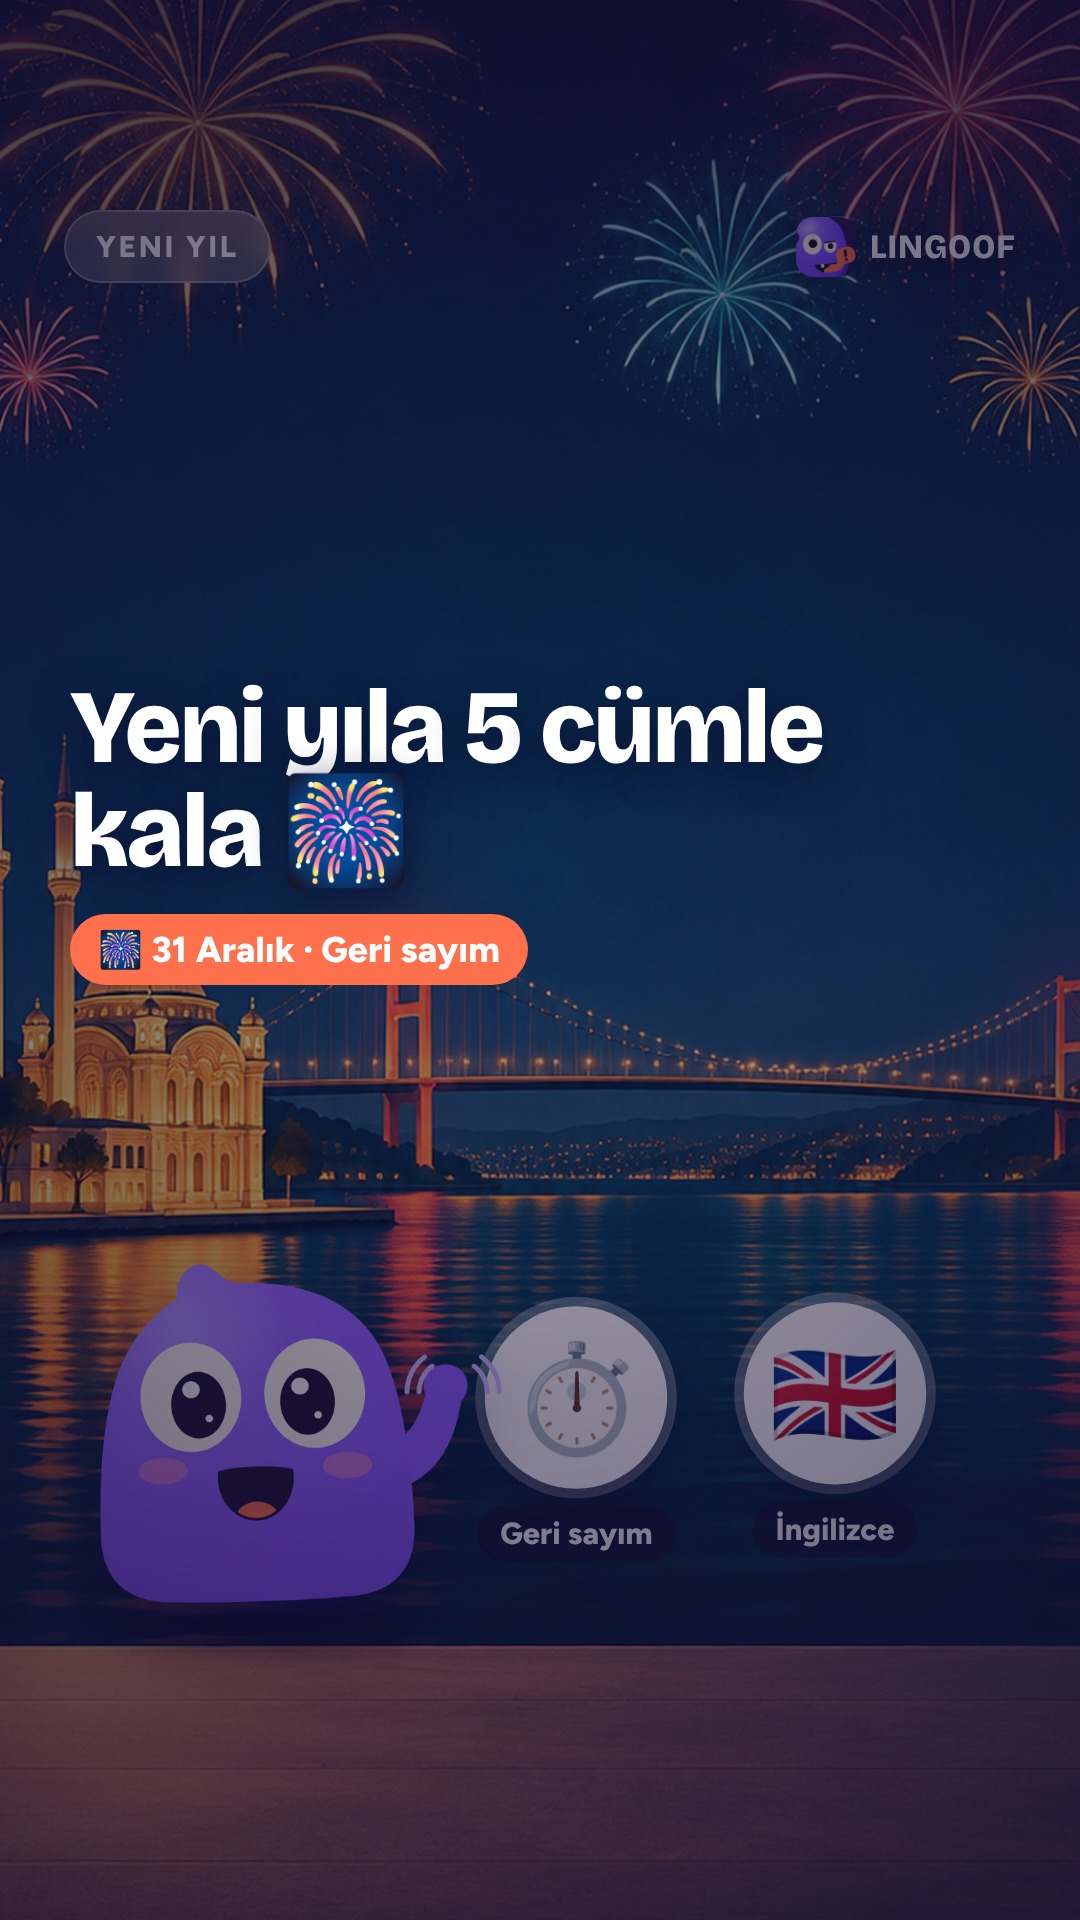 YENİ YIL
LINGOOF
Yeni yıla 5 cümle
kala
31 Aralık · Geri sayım
Geri sayım
İngilizce